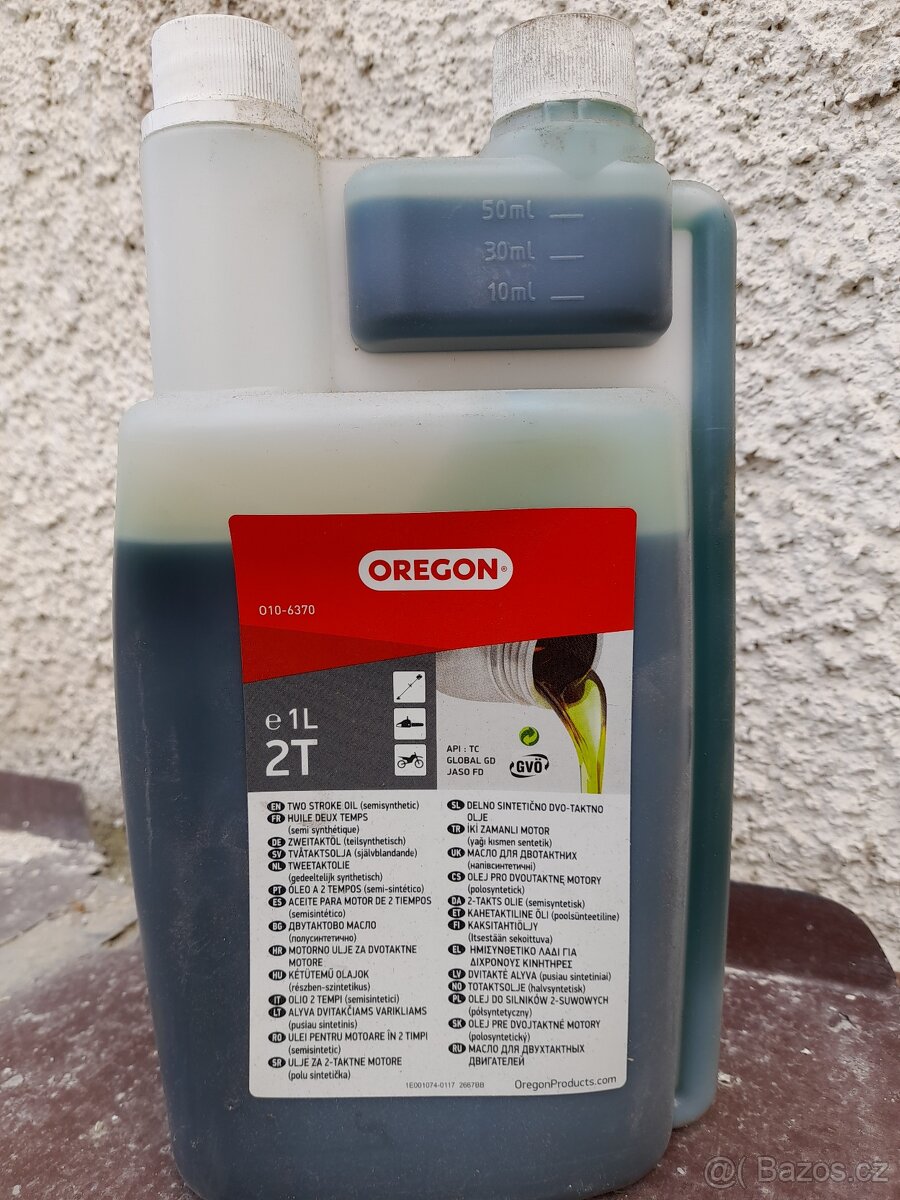 50ml
30ml
10ml
OREGON®
O10-6370
e 1L
2T
API : TC
GLOBAL GD
JASO FD
GVÖ
EN TWO STROKE OIL (semisynthetic)
FR HUILE DEUX TEMPS
(semi synthétique)
DE ZWEITAKTÖL (teilsynthetisch)
SV TVÅTAKTSOLJA (självblandande)
NL TWEETAKTOLIE
(gedeeltelijk synthetisch)
PT ÓLEO A 2 TEMPOS (semi-sintético)
ES ACEITE PARA MOTOR DE 2 TIEMPOS
(semisintético)
BG ДВУТАКТОВО МАСЛО
(полусинтетично)
HR MOTORNO ULJE ZA DVOTAKTNE
MOTORE
HU KÉTÜTEMŰ OLAJOK
(részben-szintetikus)
IT OLIO 2 TEMPI (semisintetici)
LT ALYVA DVITAKČIAMS VARIKLIAMS
(pusiau sintetinis)
RO ULEI PENTRU MOTOARE ÎN 2 TIMPI
(semisintetic)
SR ULJE ZA 2-TAKTNE MOTORE
(polu sintetička)
SL DELNO SINTETIČNO DVO-TAKTNO
OLJE
TR İKİ ZAMANLI MOTOR
(yağı kısmen sentetik)
UK МАСЛО ДЛЯ ДВОТАКТНИХ
(напівсинтетичні)
CS OLEJ PRO DVOUTAKTNĘ MOTORY
(polosyntetick)
DA 2-TAKTS OLIE (semisyntetisk)
ET KAHETAKTILINE ÕLI (poolsünteetiline)
FI KAKSITAHTIÖLJY
(Itsestään sekoittuva)
EL ΗΜΙΣΥΝΘΕΤΙΚΟ ΛΑΔΙ ΓΙΑ
ΔΙΧΡΟΝΟΥΣ ΚΙΝΗΤΗΡΕΣ
LV DVITAKTĖ ALYVA (pusiau sintetiniai)
NO TOTAKTSOLJE (halvsyntetisk)
PL OLEJ DO SILNIKÓW 2-SUWOWYCH
(półsyntetyczny)
SK OLEJ PRE DVOJTAKTNÉ MOTORY
(polosyntetický)
RU МАСЛО ДЛЯ ДВУХТАКТНЫХ
ДВИГАТЕЛЕЙ
1E001074-0117 2667BB
OregonProducts.com
@( Bazos.cz